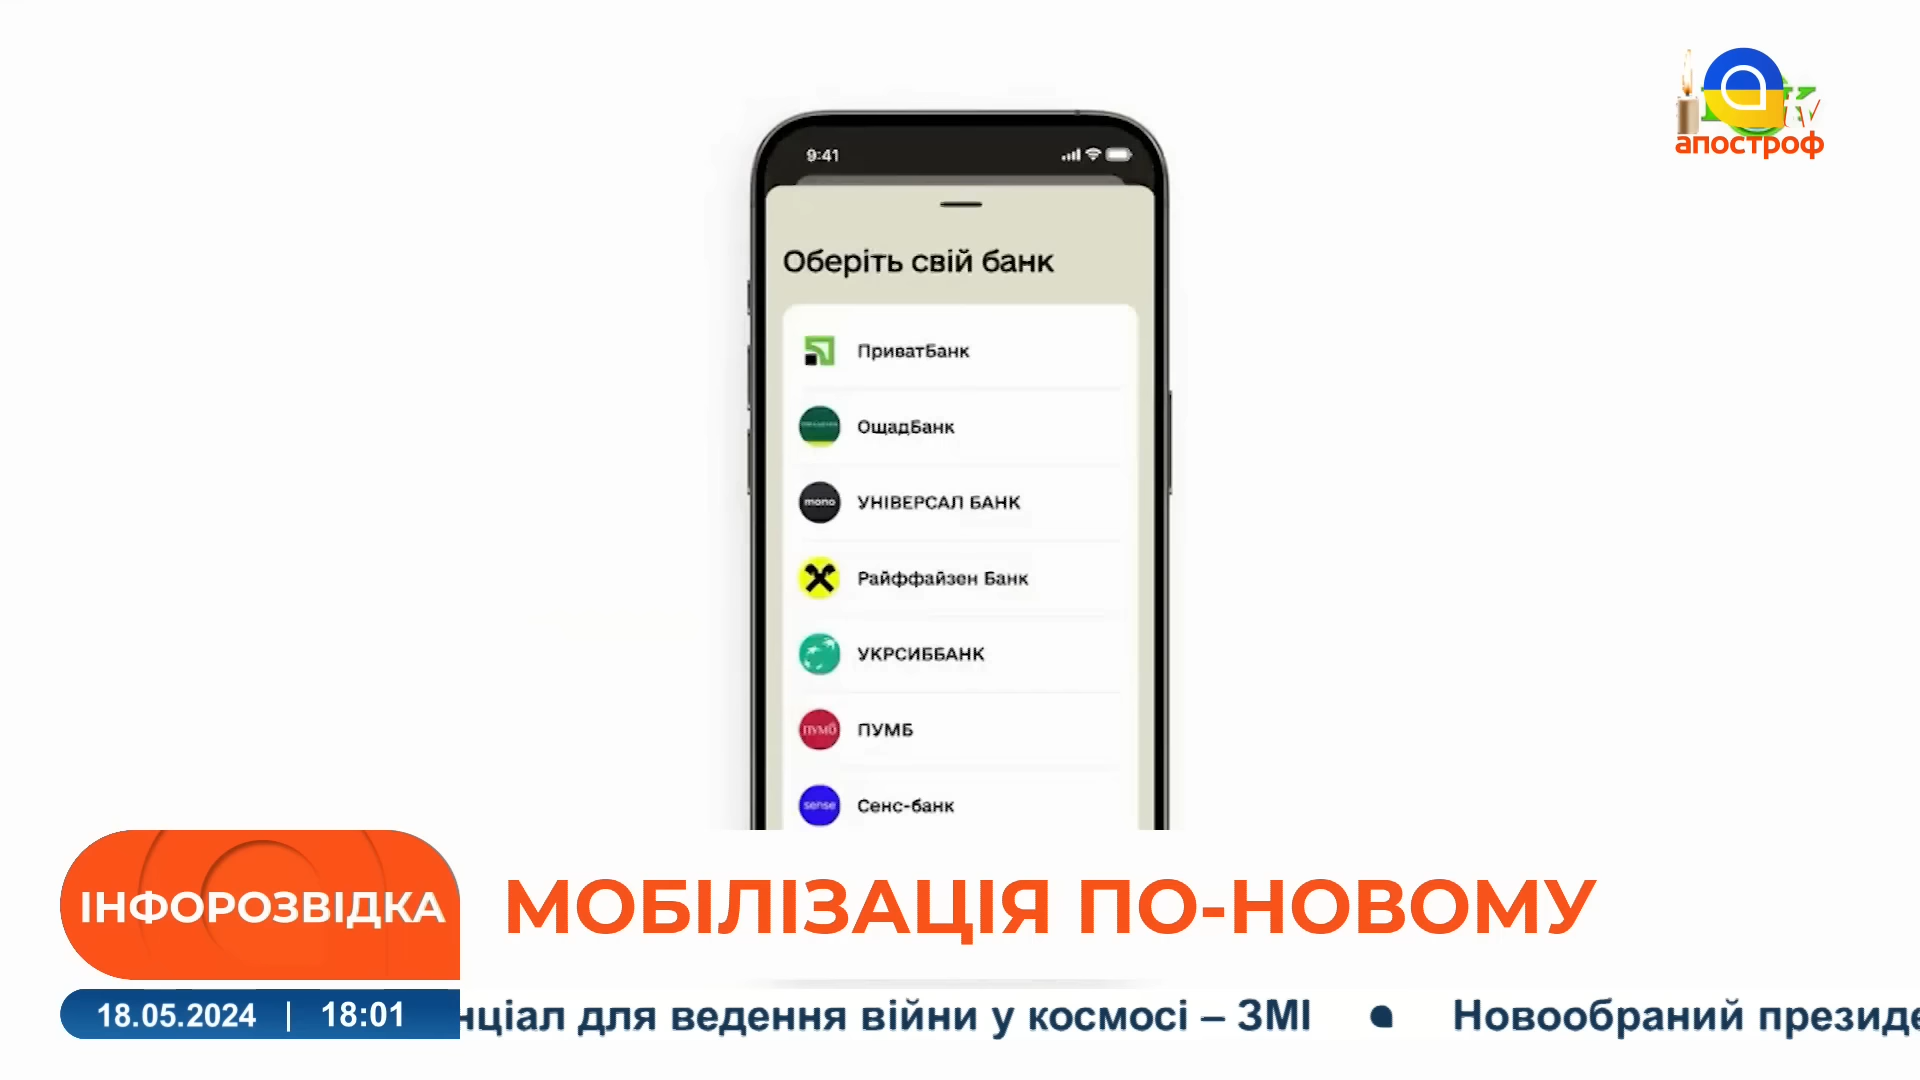 апостроф
9:41
Оберіть свій банк
ПриватБанк
ОщадБанк
mono УНІВЕРСАЛ БАНК
Райффайзен Банк
УКРСИББАНК
ПУМБ ПУМБ
sense Сенс-банк
ІНФОРОЗВІДКА
МОБІЛІЗАЦІЯ ПО-НОВОМУ
18.05.2024 | 18:01
нціал для ведення війни у космосі – ЗМІ • Новообраний президе